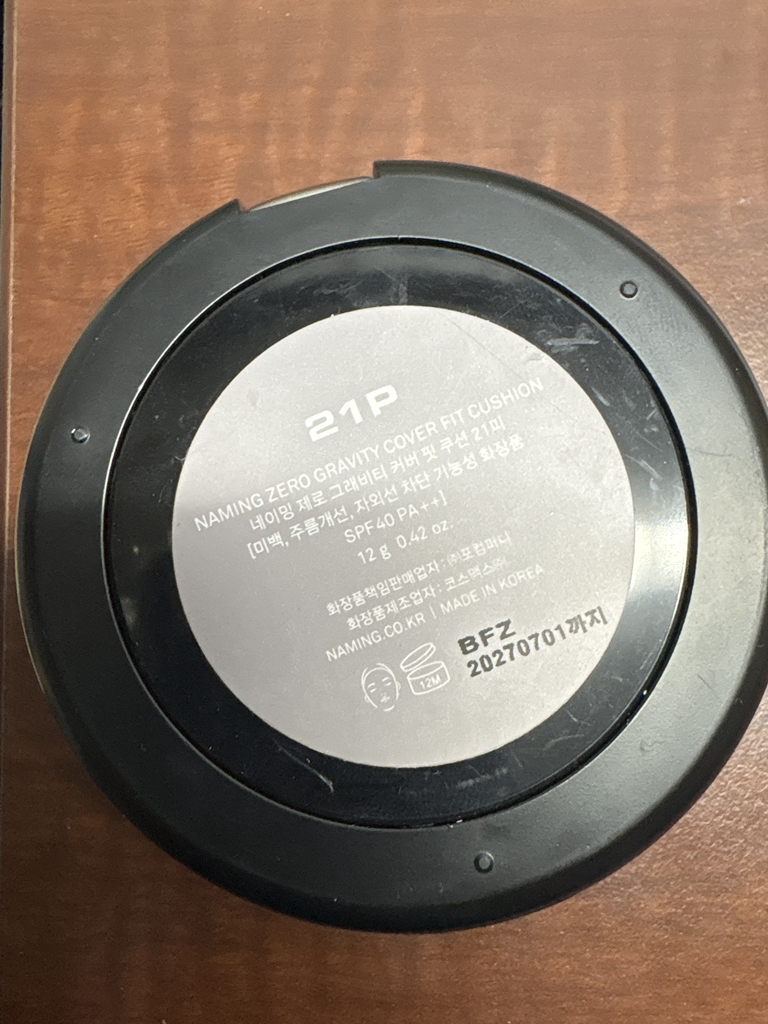 21P
NAMING ZERO GRAVITY COVER FIT CUSHION
네이밍 제로 그래비티 커버 핏 쿠션 21피
[미백, 주름개선, 자외선 차단 기능성 화장품]
SPF40 PA++
12 g 0.42 oz.
화장품책임판매업자 : ㈜포컴퍼니
화장품제조업자 : 코스맥스㈜
NAMING.CO.KR | MADE IN KOREA
12M
BFZ
20270701까지